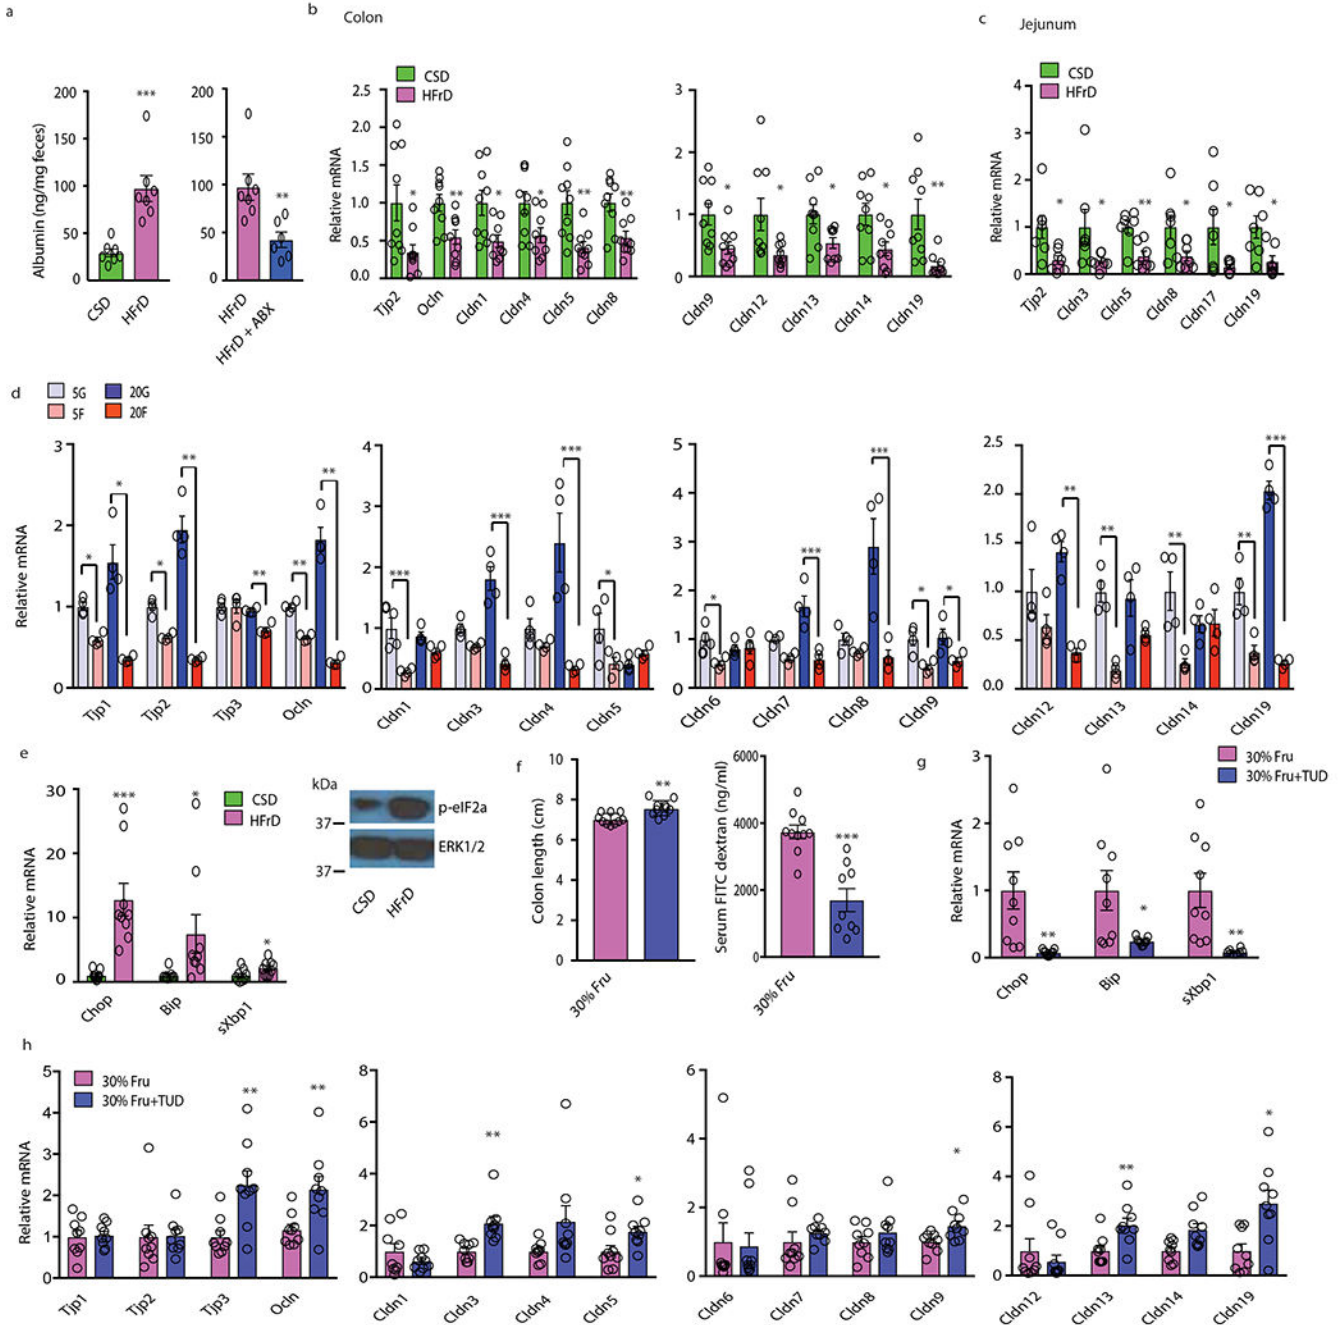 a
b
Colon
c
Jejunum
Albumin (ng/mg feces)
200
150
100
50
0
***
CSD
HFrD
200
150
100
50
0
**
HFrD
HFrD + ABX
CSD
HFrD
Relative mRNA
2.5
2.0
1.5
1.0
0.5
0.0
*
**
*
*
**
**
Tjp2
Ocln
Cldn1
Cldn4
Cldn5
Cldn8
3
2
1
0
*
*
*
*
**
Cldn9
Cldn12
Cldn13
Cldn14
Cldn19
CSD
HFrD
Relative mRNA
4
3
2
1
0
*
*
**
*
*
*
Tjp2
Cldn3
Cldn5
Cldn8
Cldn17
Cldn19
d
5G
20G
5F
20F
Relative mRNA
3
2
1
0
*
*
*
**
**
**
**
Tjp1
Tjp2
Tjp3
Ocln
4
3
2
1
0
***
***
***
*
Cldn1
Cldn3
Cldn4
Cldn5
5
4
3
2
1
0
*
***
***
*
*
Cldn6
Cldn7
Cldn8
Cldn9
2.5
2.0
1.5
1.0
0.5
0.0
**
**
**
**
***
Cldn12
Cldn13
Cldn14
Cldn19
e
Relative mRNA
30
20
10
0
***
*
*
CSD
HFrD
Chop
Bip
sXbp1
kDa
37
37
p-eIF2a
ERK1/2
CSD
HFrD
f
Colon length (cm)
10
8
6
4
2
0
**
30% Fru
Serum FITC dextran (ng/ml)
6000
4000
2000
0
***
30% Fru
g
30% Fru
30% Fru+TUD
Relative mRNA
3
2
1
0
**
*
**
Chop
Bip
sXbp1
h
30% Fru
30% Fru+TUD
Relative mRNA
5
4
3
2
1
0
**
**
Tjp1
Tjp2
Tjp3
Ocln
8
6
4
2
0
**
*
Cldn1
Cldn3
Cldn4
Cldn5
6
4
2
0
*
Cldn6
Cldn7
Cldn8
Cldn9
8
6
4
2
0
**
*
Cldn12
Cldn13
Cldn14
Cldn19